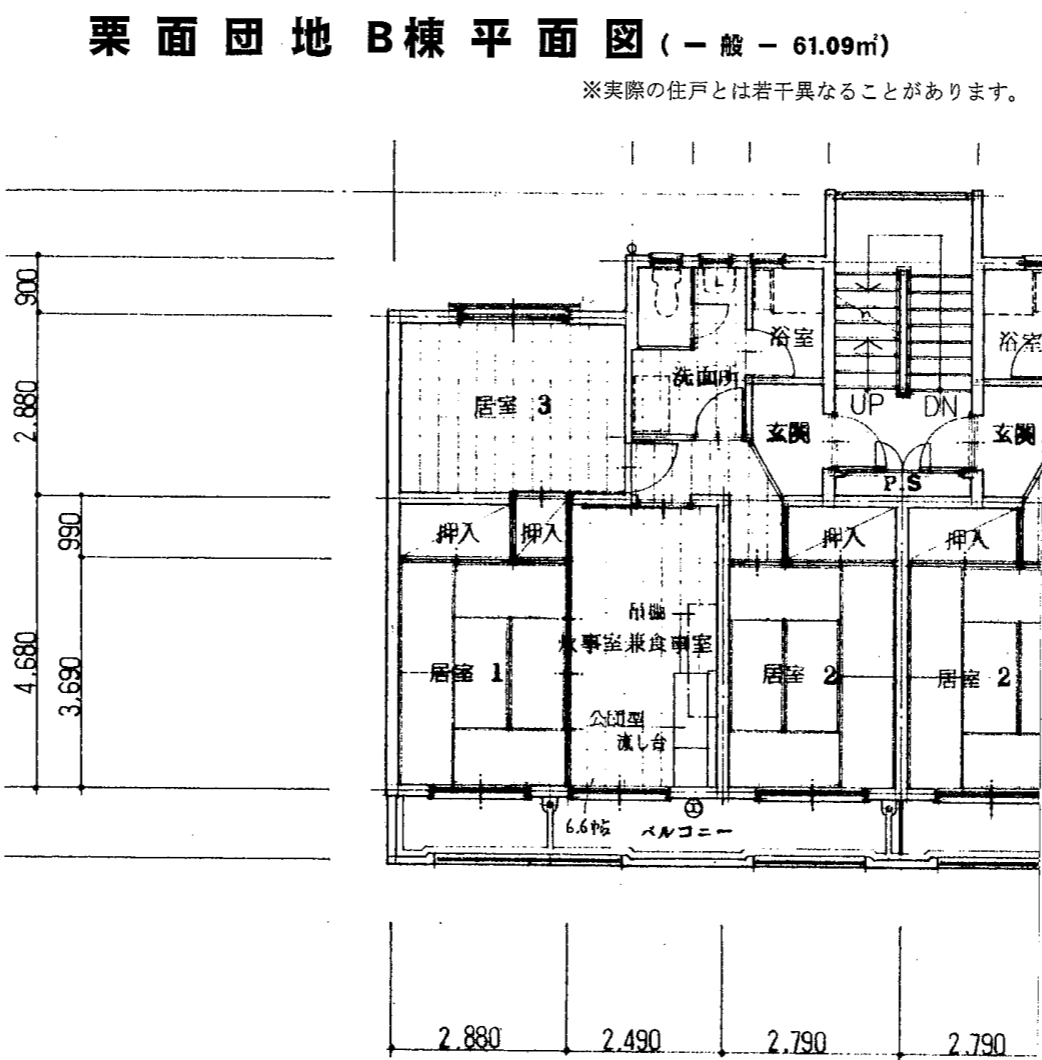 栗面団地 B棟平面図(一般－61.09㎡)
※実際の住戸とは若干異なることがあります。
900
2.880
990
4.680
3.690
浴室
浴室
洗面所
居室 3
UP
DN
玄関
玄関
P.S
押入
押入
押入
押入
吊棚
炊事室兼食事室
居室 1
居室 2
居室 2
公団型
流し台
6.6帖
バルコニー
2.880
2.490
2.790
2.790